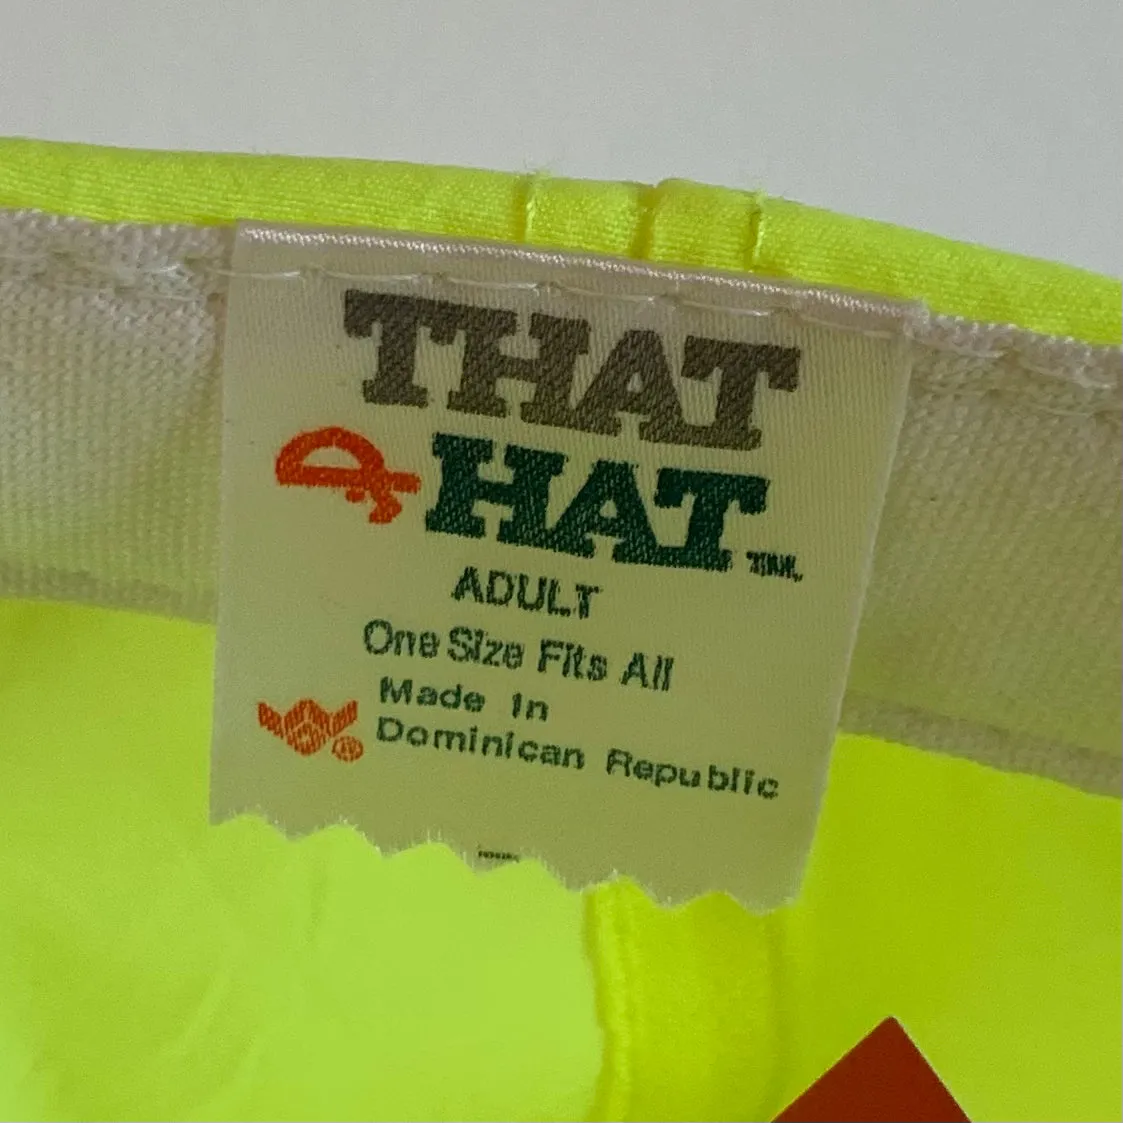 THAT
HAT TM.
ADULT
One Size Fits All
Made In
Dominican Republic